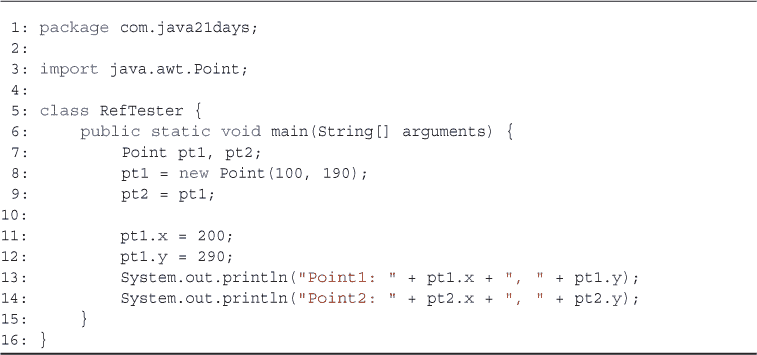 1: package com.java21days;
2:
3: import java.awt.Point;
4:
5: class RefTester {
6:     public static void main(String[] arguments) {
7:         Point pt1, pt2;
8:         pt1 = new Point(100, 190);
9:         pt2 = pt1;
10:
11:         pt1.x = 200;
12:         pt1.y = 290;
13:         System.out.println("Point1: " + pt1.x + ", " + pt1.y);
14:         System.out.println("Point2: " + pt2.x + ", " + pt2.y);
15:     }
16: }